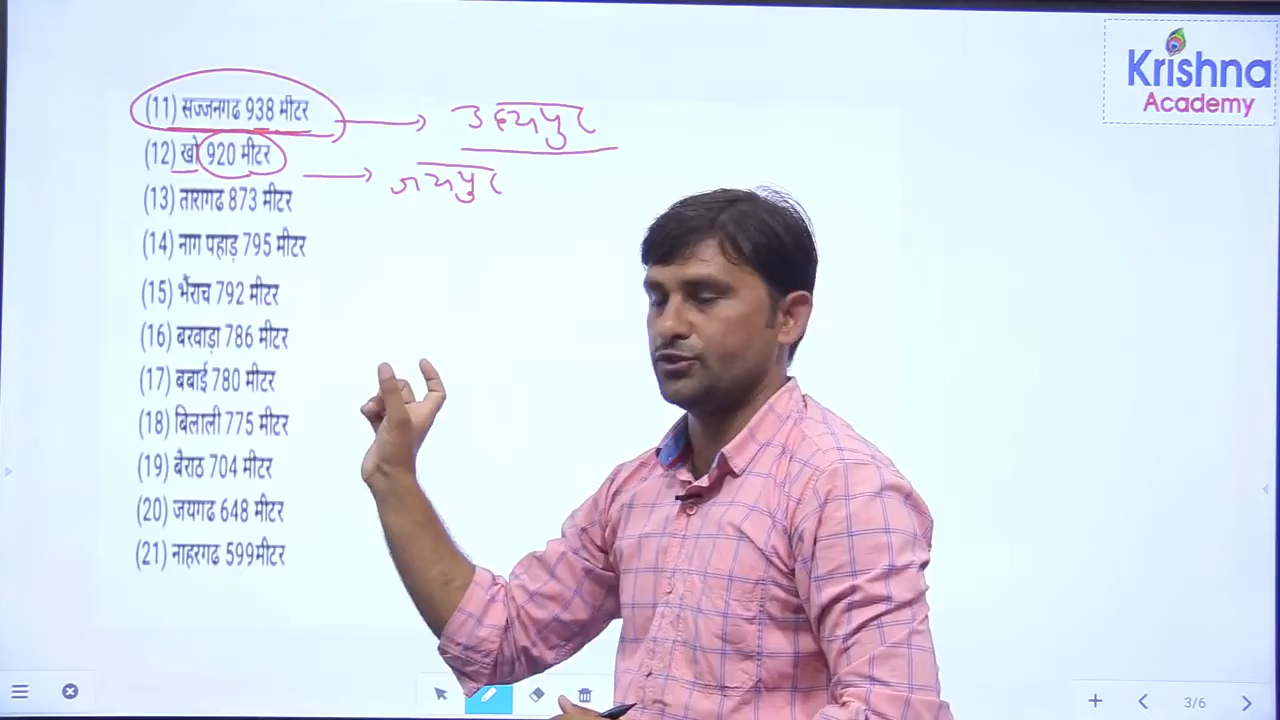 Krishna
Academy
(11) सज्जनगढ 938 मीटर
उदयपुर
(12) खो 920 मीटर
जयपुर
(13) तारागढ 873 मीटर
(14) नाग पहाड़ 795 मीटर
(15) भैंराच 792 मीटर
(16) बरवाड़ा 786 मीटर
(17) बबाई 780 मीटर
(18) बिलाली 775 मीटर
(19) बेराठ 704 मीटर
(20) जयगढ 648 मीटर
(21) नाहरगढ 599मीटर
3/6